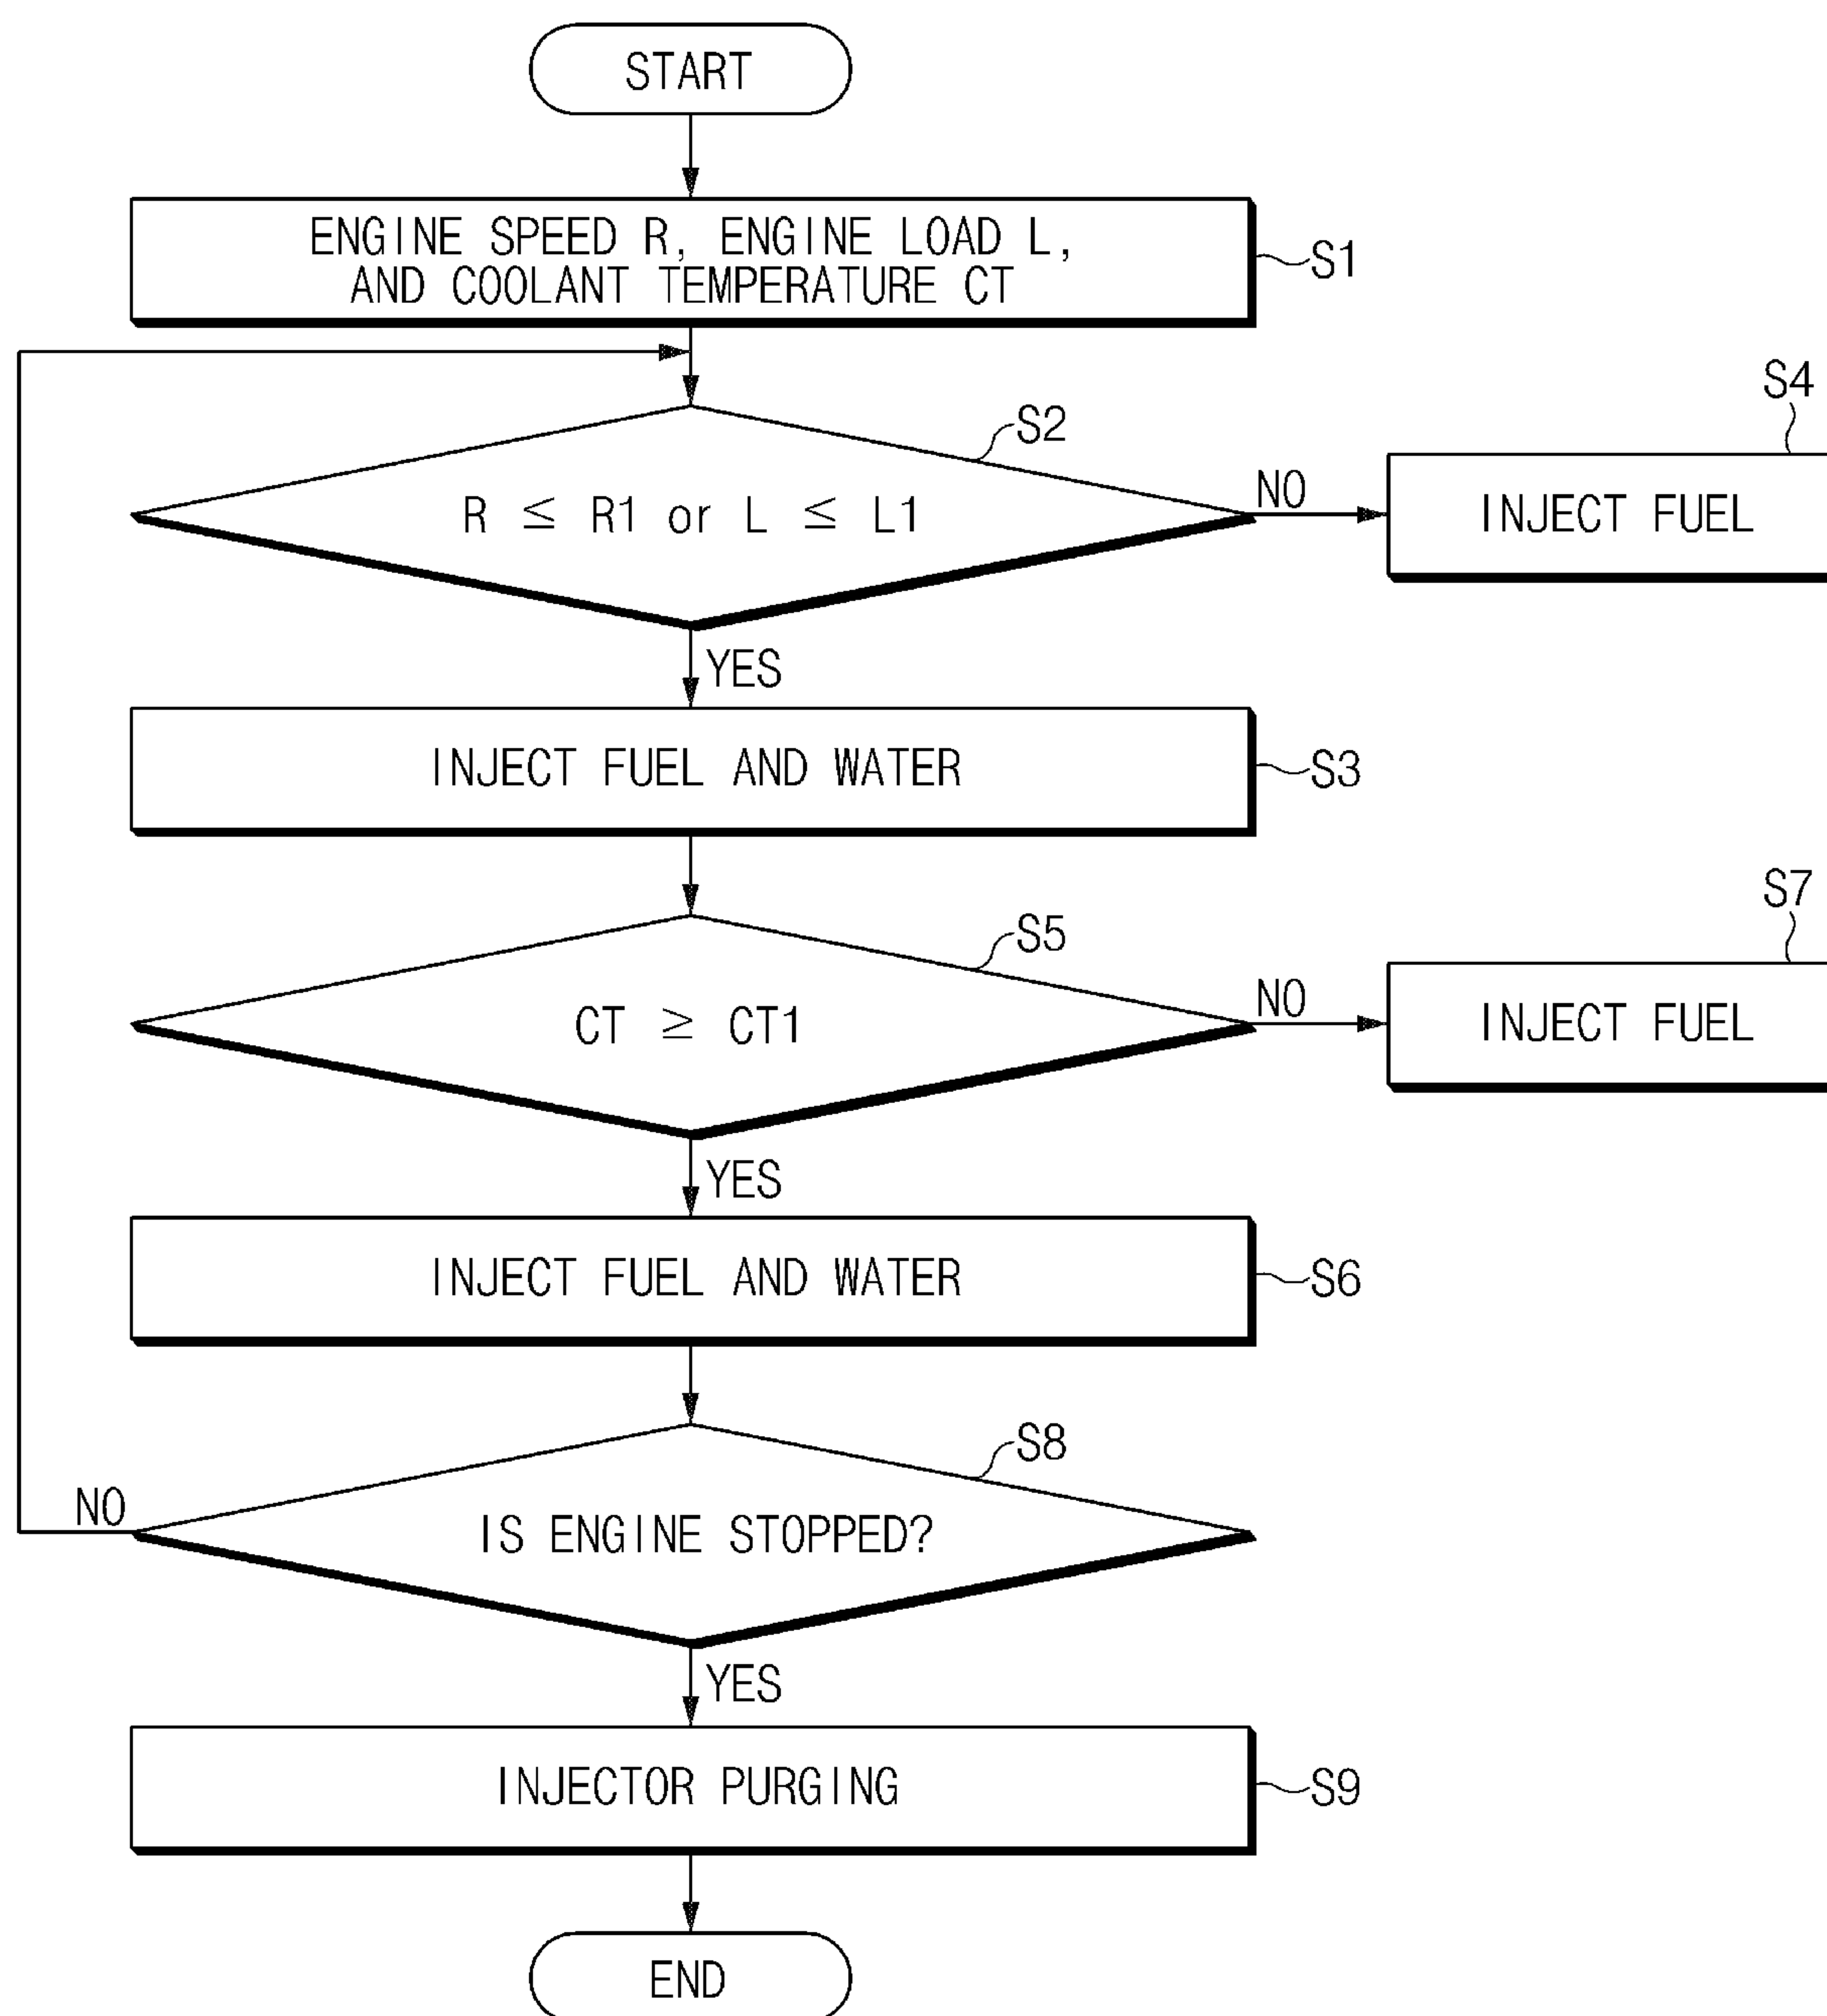 START
ENGINE SPEED R, ENGINE LOAD L,
AND COOLANT TEMPERATURE CT
S1
S2
R ≦ R1 or L ≦ L1
NO
S4
INJECT FUEL
YES
INJECT FUEL AND WATER
S3
S5
CT ≥ CT1
NO
S7
INJECT FUEL
YES
INJECT FUEL AND WATER
S6
S8
IS ENGINE STOPPED?
NO
YES
INJECTOR PURGING
S9
END